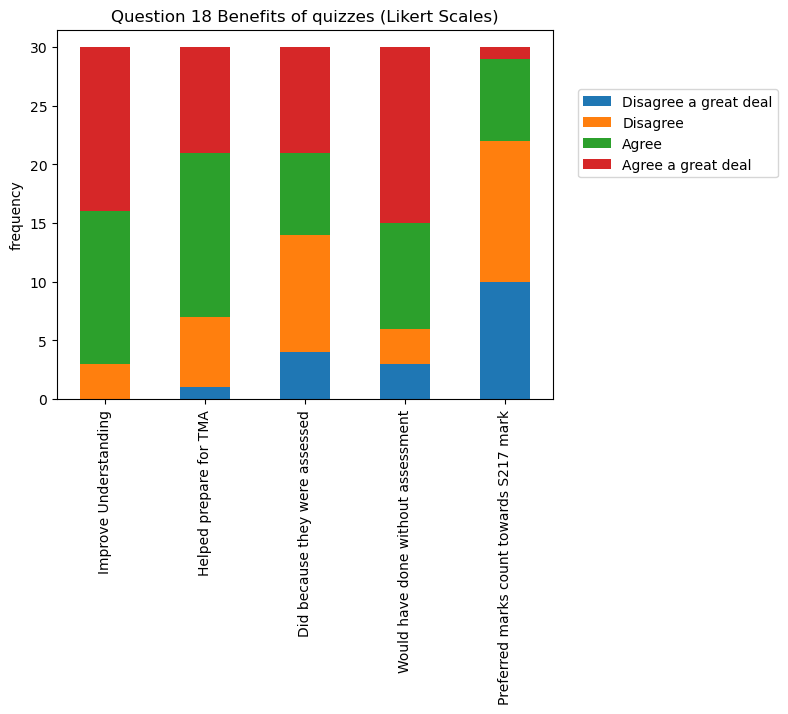 Question 18 Benefits of quizzes (Likert Scales)
30
25
20
15
10
5
0
frequency
Improve Understanding
Helped prepare for TMA
Did because they were assessed
Would have done without assessment
Preferred marks count towards S217 mark
Disagree a great deal
Disagree
Agree
Agree a great deal